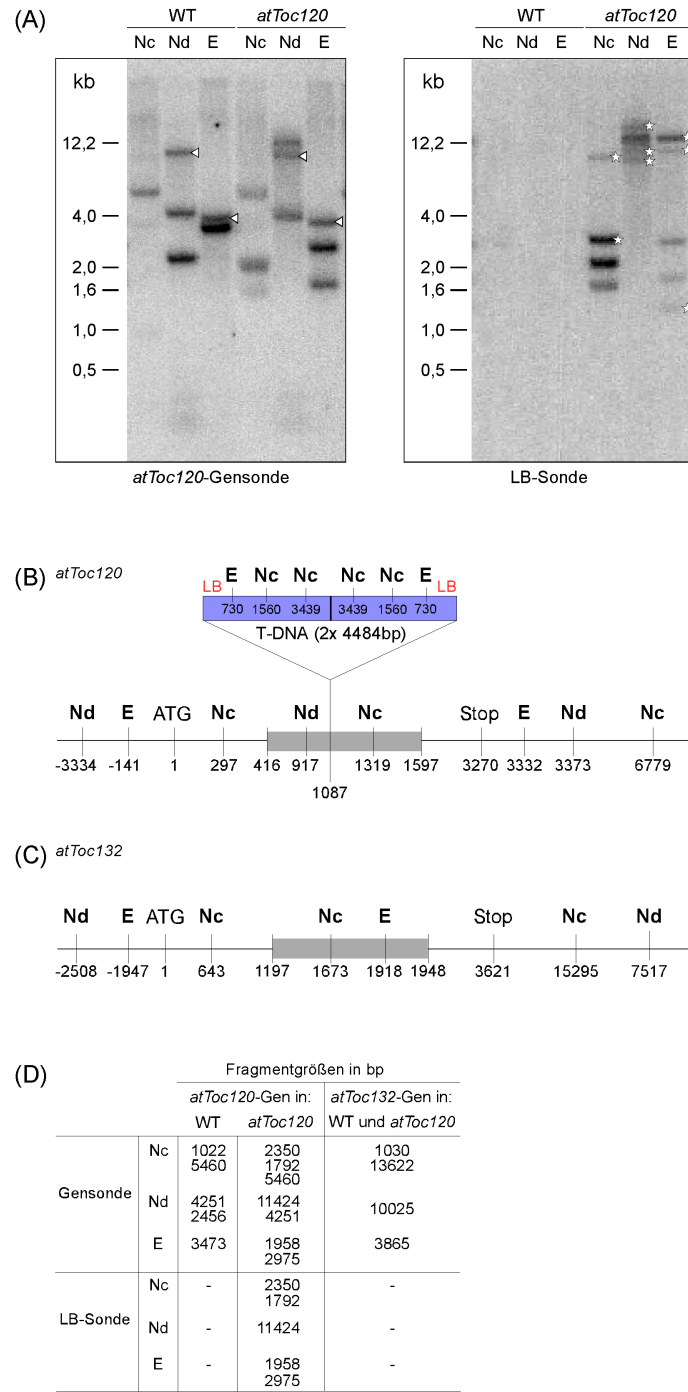 (A)
WT atToc120 WT atToc120
Nc Nd E Nc Nd E Nc Nd E Nc Nd E
kb kb
12,2 12,2
4,0 4,0
2,0 2,0
1,6 1,6
1,0 1,0
0,5 0,5
atToc120-Gensonde LB-Sonde
(B) atToc120
LB E Nc Nc Nc Nc E LB
730 1560 3439 3439 1560 730
T-DNA (2x 4484bp)
Nd E ATG Nc Nd Nc Stop E Nd Nc
-3334 -141 1 297 416 917 1319 1597 3270 3332 3373 6779
1087
(C) atToc132
Nd E ATG Nc Nc E Stop Nc Nd
-2508 -1947 1 643 1197 1673 1918 1948 3621 15295 7517
(D)
Fragmentgrößen in bp
atToc120-Gen in: atToc132-Gen in:
WT atToc120 WT und atToc120
Gensonde
Nc 1022 2350 1030
5460 1792 13622
5460
Nd 4251 11424 10025
2456 4251
E 3473 1958 3865
2975
LB-Sonde
Nc - 2350 -
1792
Nd - 11424 -
E - 1958 -
2975